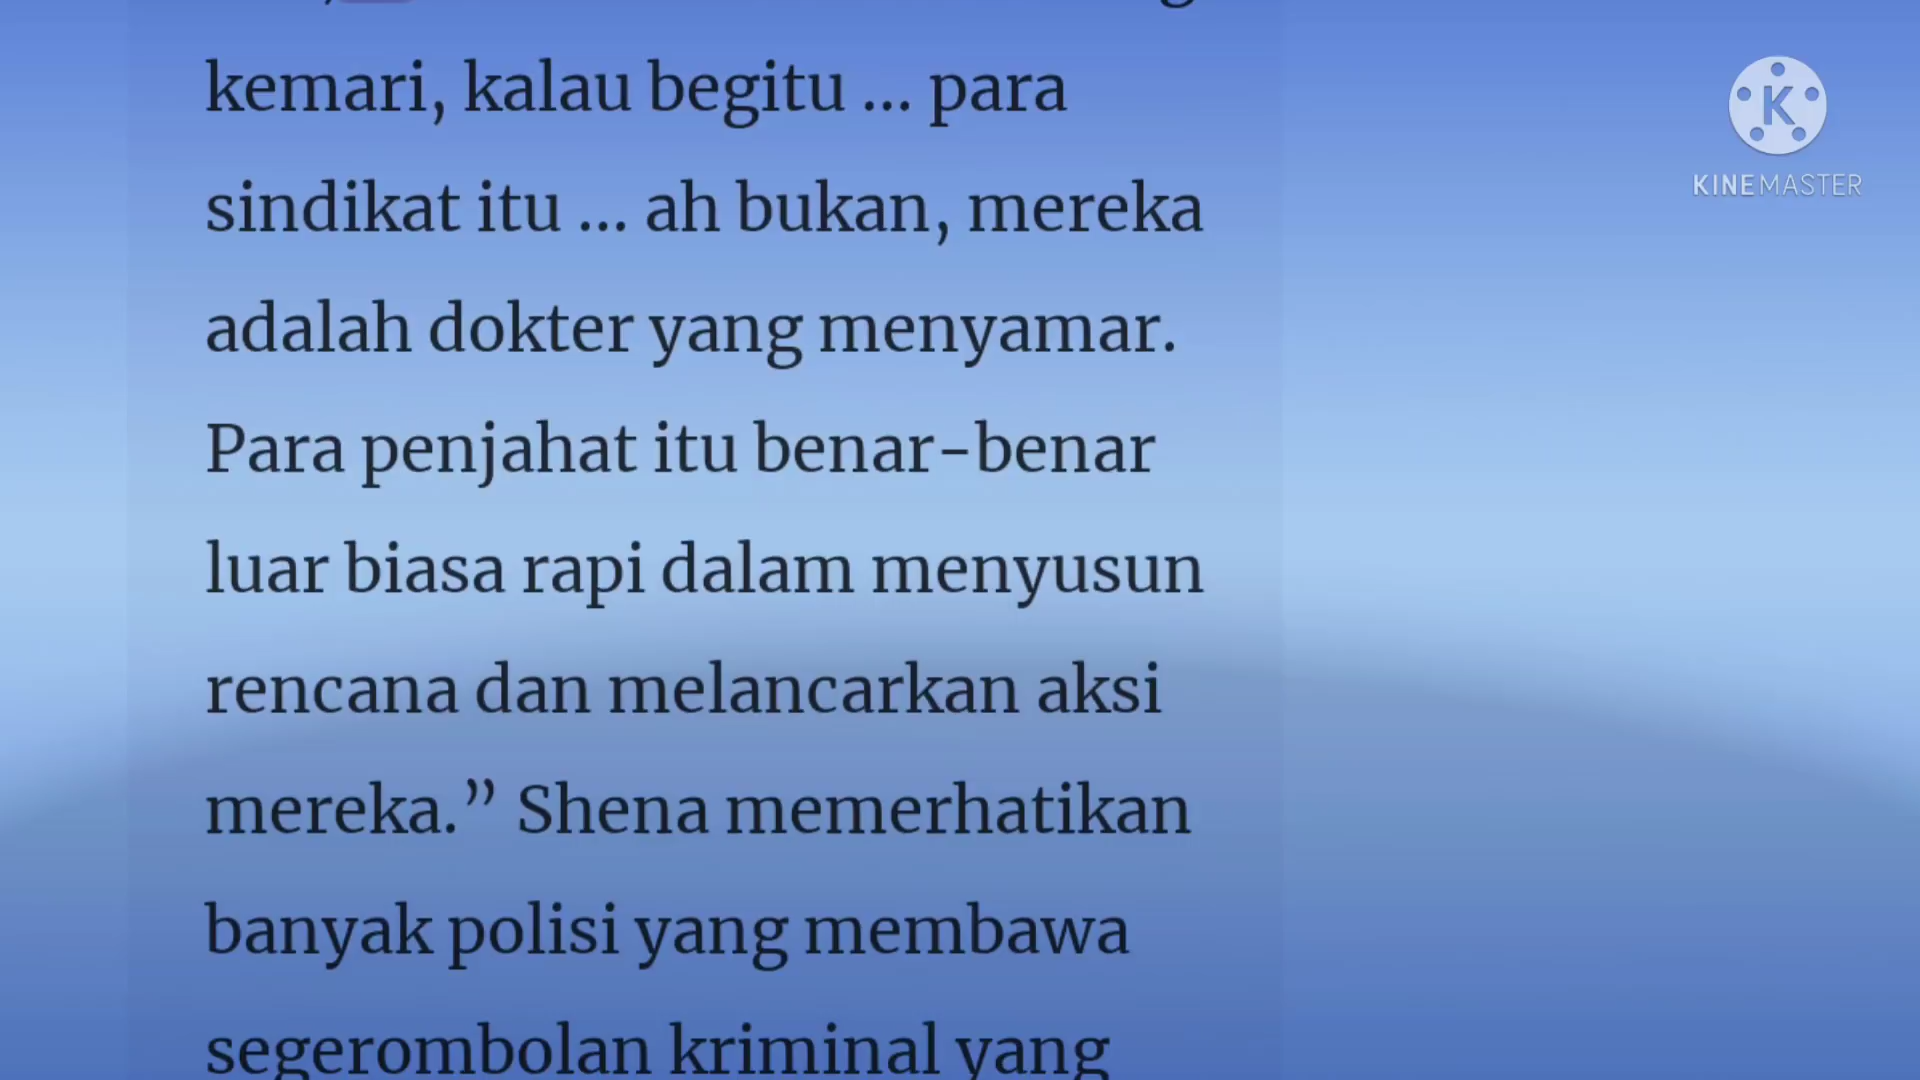 kemari, kalau begitu ... para
sindikat itu ... ah bukan, mereka
adalah dokter yang menyamar.
Para penjahat itu benar-benar
luar biasa rapi dalam menyusun
rencana dan melancarkan aksi
mereka.” Shena memerhatikan
banyak polisi yang membawa
segerombolan kriminal yang
K
KINEMASTER